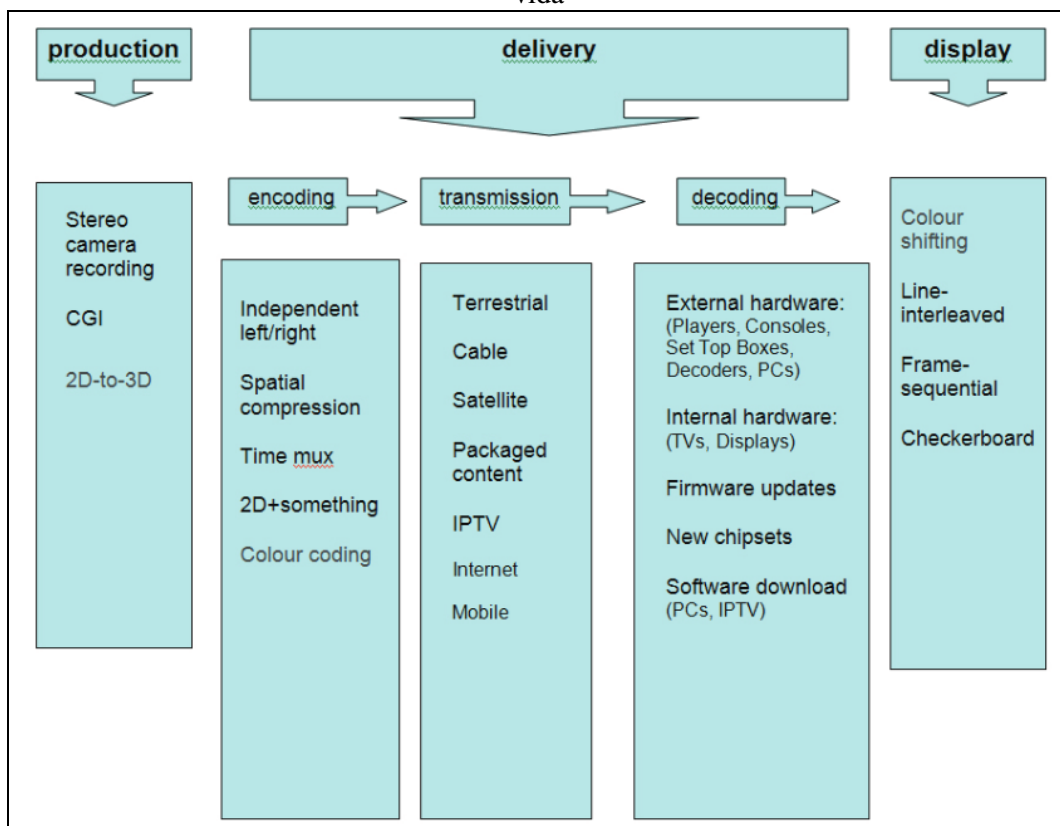 vida
production
delivery
display
encoding
transmission
decoding
Stereo
camera
recording
CGI
2D-to-3D
Independent
left/right
Spatial
compression
Time mux
2D+something
Colour coding
Terrestrial
Cable
Satellite
Packaged
content
IPTV
Internet
Mobile
External hardware:
(Players, Consoles,
Set Top Boxes,
Decoders, PCs)
Internal hardware:
(TVs, Displays)
Firmware updates
New chipsets
Software download
(PCs, IPTV)
Colour
shifting
Line-
interleaved
Frame-
sequential
Checkerboard